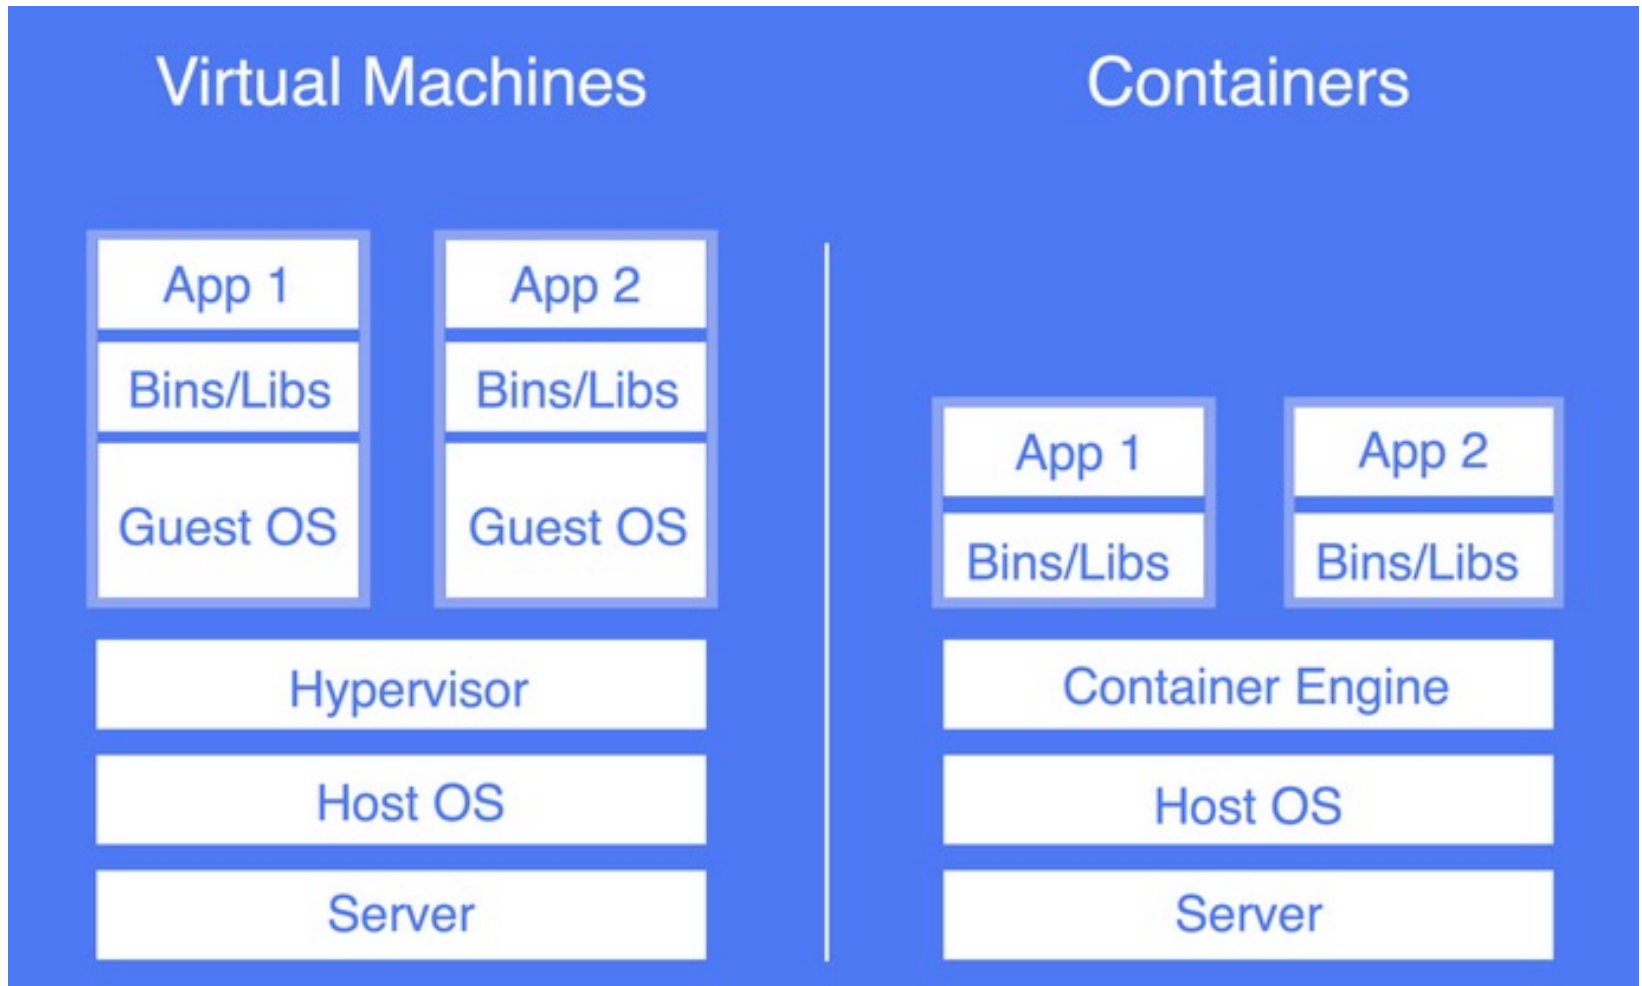 Virtual Machines
App 1
App 2
Bins/Libs
Bins/Libs
Guest OS
Guest OS
Hypervisor
Host OS
Server
Containers
App 1
App 2
Bins/Libs
Bins/Libs
Container Engine
Host OS
Server